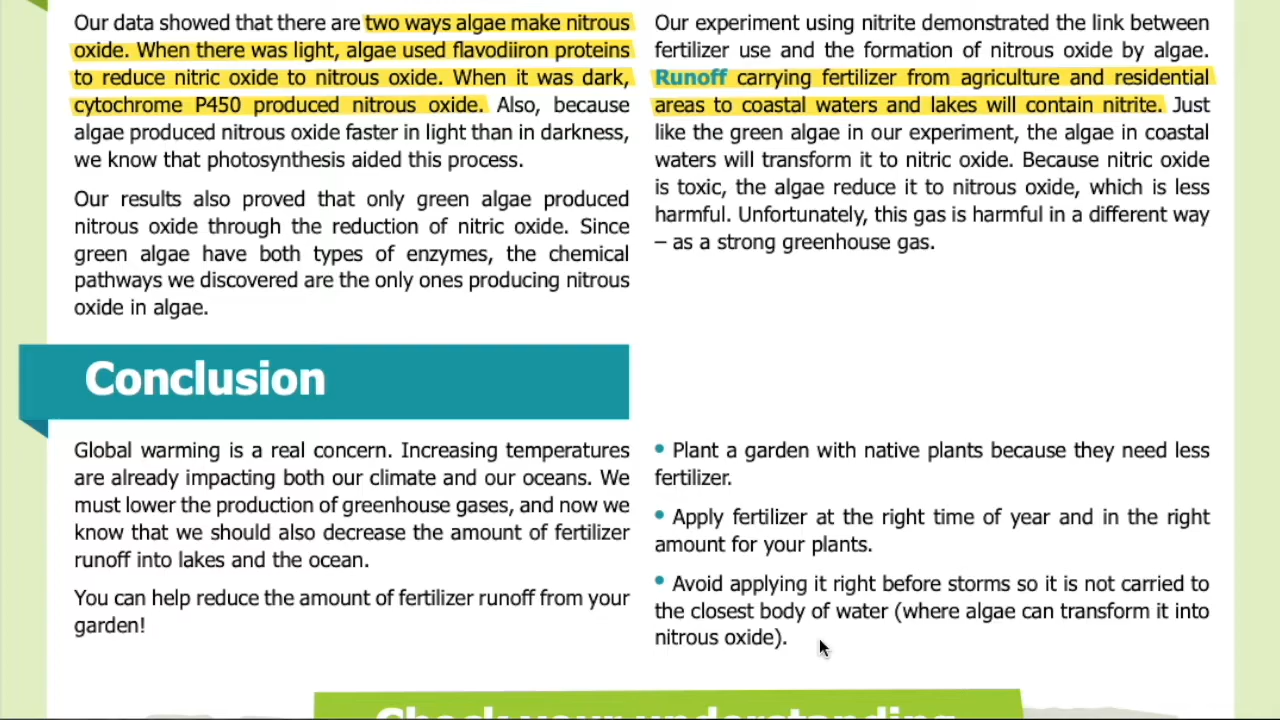 Our data showed that there are two ways algae make nitrous
oxide. When there was light, algae used flavodiiron proteins
to reduce nitric oxide to nitrous oxide. When it was dark,
cytochrome P450 produced nitrous oxide. Also, because
algae produced nitrous oxide faster in light than in darkness,
we know that photosynthesis aided this process.
Our results also proved that only green algae produced
nitrous oxide through the reduction of nitric oxide. Since
green algae have both types of enzymes, the chemical
pathways we discovered are the only ones producing nitrous
oxide in algae.
Our experiment using nitrite demonstrated the link between
fertilizer use and the formation of nitrous oxide by algae.
Runoff carrying fertilizer from agriculture and residential
areas to coastal waters and lakes will contain nitrite. Just
like the green algae in our experiment, the algae in coastal
waters will transform it to nitric oxide. Because nitric oxide
is toxic, the algae reduce it to nitrous oxide, which is less
harmful. Unfortunately, this gas is harmful in a different way
– as a strong greenhouse gas.
Conclusion
Global warming is a real concern. Increasing temperatures
are already impacting both our climate and our oceans. We
must lower the production of greenhouse gases, and now we
know that we should also decrease the amount of fertilizer
runoff into lakes and the ocean.
You can help reduce the amount of fertilizer runoff from your
garden!
• Plant a garden with native plants because they need less
fertilizer.
• Apply fertilizer at the right time of year and in the right
amount for your plants.
• Avoid applying it right before storms so it is not carried to
the closest body of water (where algae can transform it into
nitrous oxide).
Check your understanding